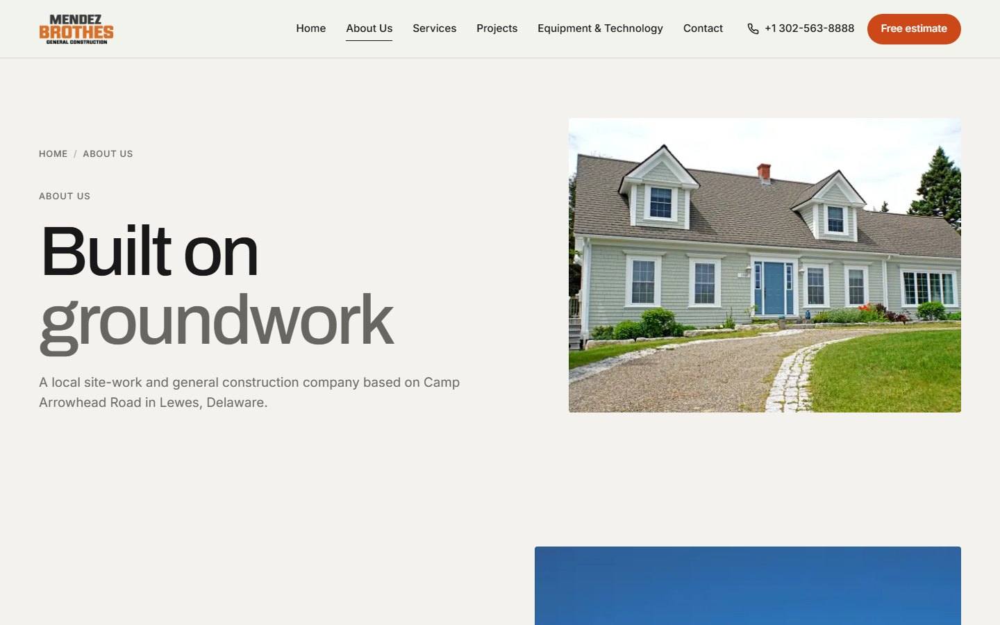 MENDEZ
BROTHES
GENERAL CONSTRUCTION
Home
About Us
Services
Projects
Equipment & Technology
Contact
+1 302-563-8888
Free estimate
HOME / ABOUT US
ABOUT US
Built on
groundwork
A local site-work and general construction company based on Camp
Arrowhead Road in Lewes, Delaware.